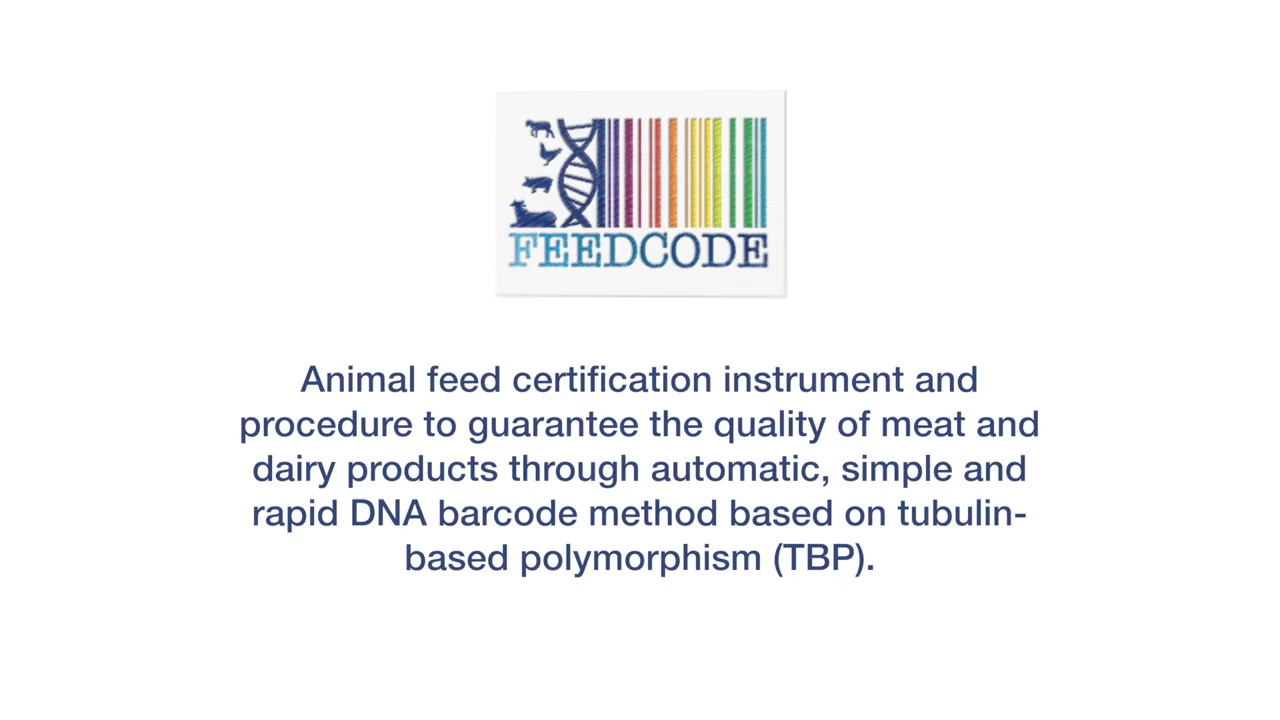 FEEDCODE
Animal feed certification instrument and
procedure to guarantee the quality of meat and
dairy products through automatic, simple and
rapid DNA barcode method based on tubulin-
based polymorphism (TBP).